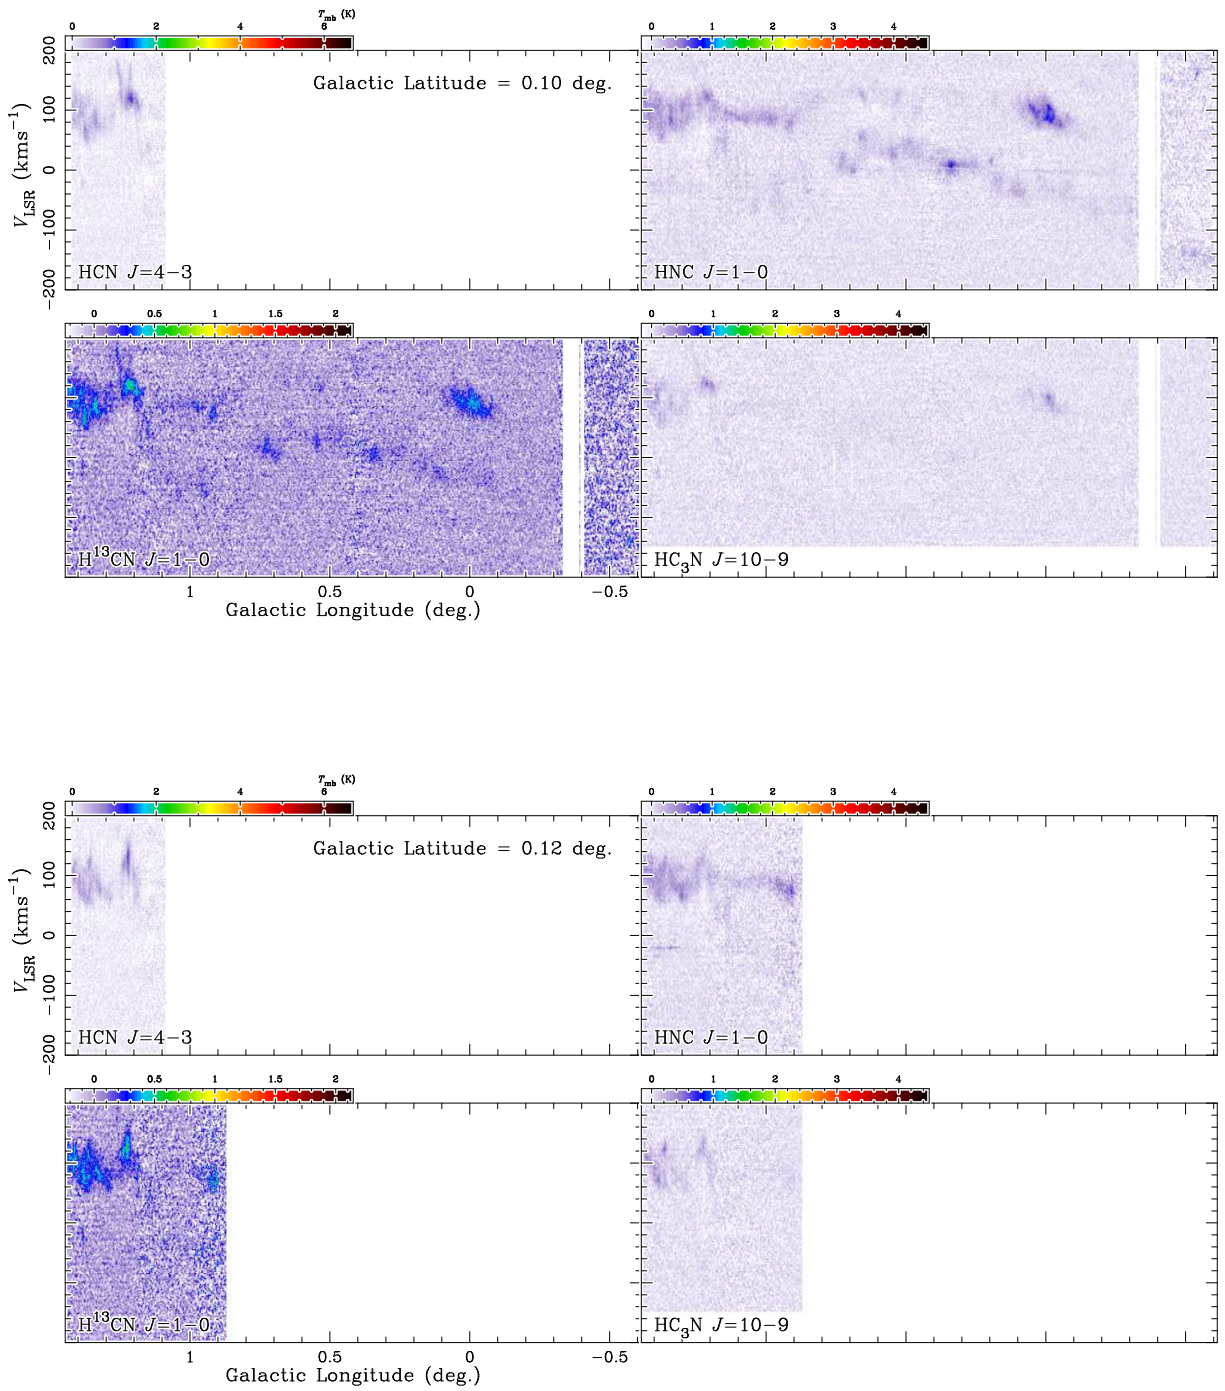 T_mb (K)
0 2 4 6
0 1 2 3 4
200
100
0
−100
−200
V_LSR (kms⁻¹)
Galactic Latitude = 0.10 deg.
HCN J=4−3
HNC J=1−0
0 0.5 1 1.5 2
0 1 2 3 4
H¹³CN J=1−0
HC₃N J=10−9
1 0.5 0 −0.5
Galactic Longitude (deg.)
T_mb (K)
0 2 4 6
0 1 2 3 4
200
100
0
−100
−200
V_LSR (kms⁻¹)
Galactic Latitude = 0.12 deg.
HCN J=4−3
HNC J=1−0
0 0.5 1 1.5 2
0 1 2 3 4
H¹³CN J=1−0
HC₃N J=10−9
1 0.5 0 −0.5
Galactic Longitude (deg.)